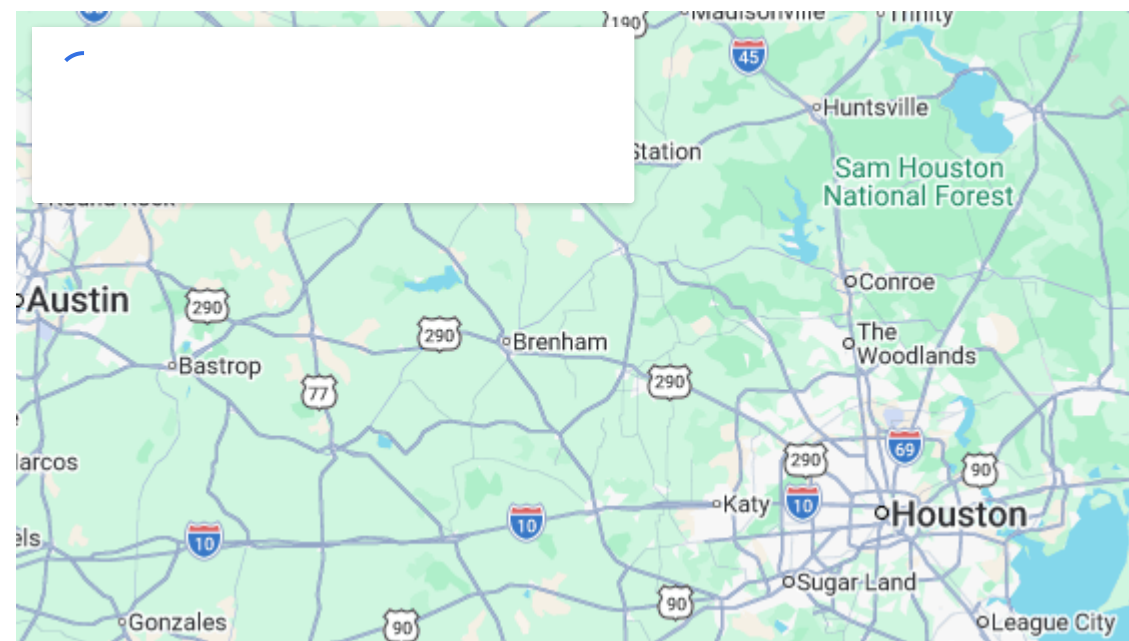 190
Madisonville
Trinity
45
Huntsville
Station
Sam Houston
National Forest
Round Rock
Austin
290
Conroe
290
Brenham
The
Woodlands
Bastrop
77
290
69
290
90
Katy
10
Houston
10
10
Sugar Land
90
Gonzales
90
League City